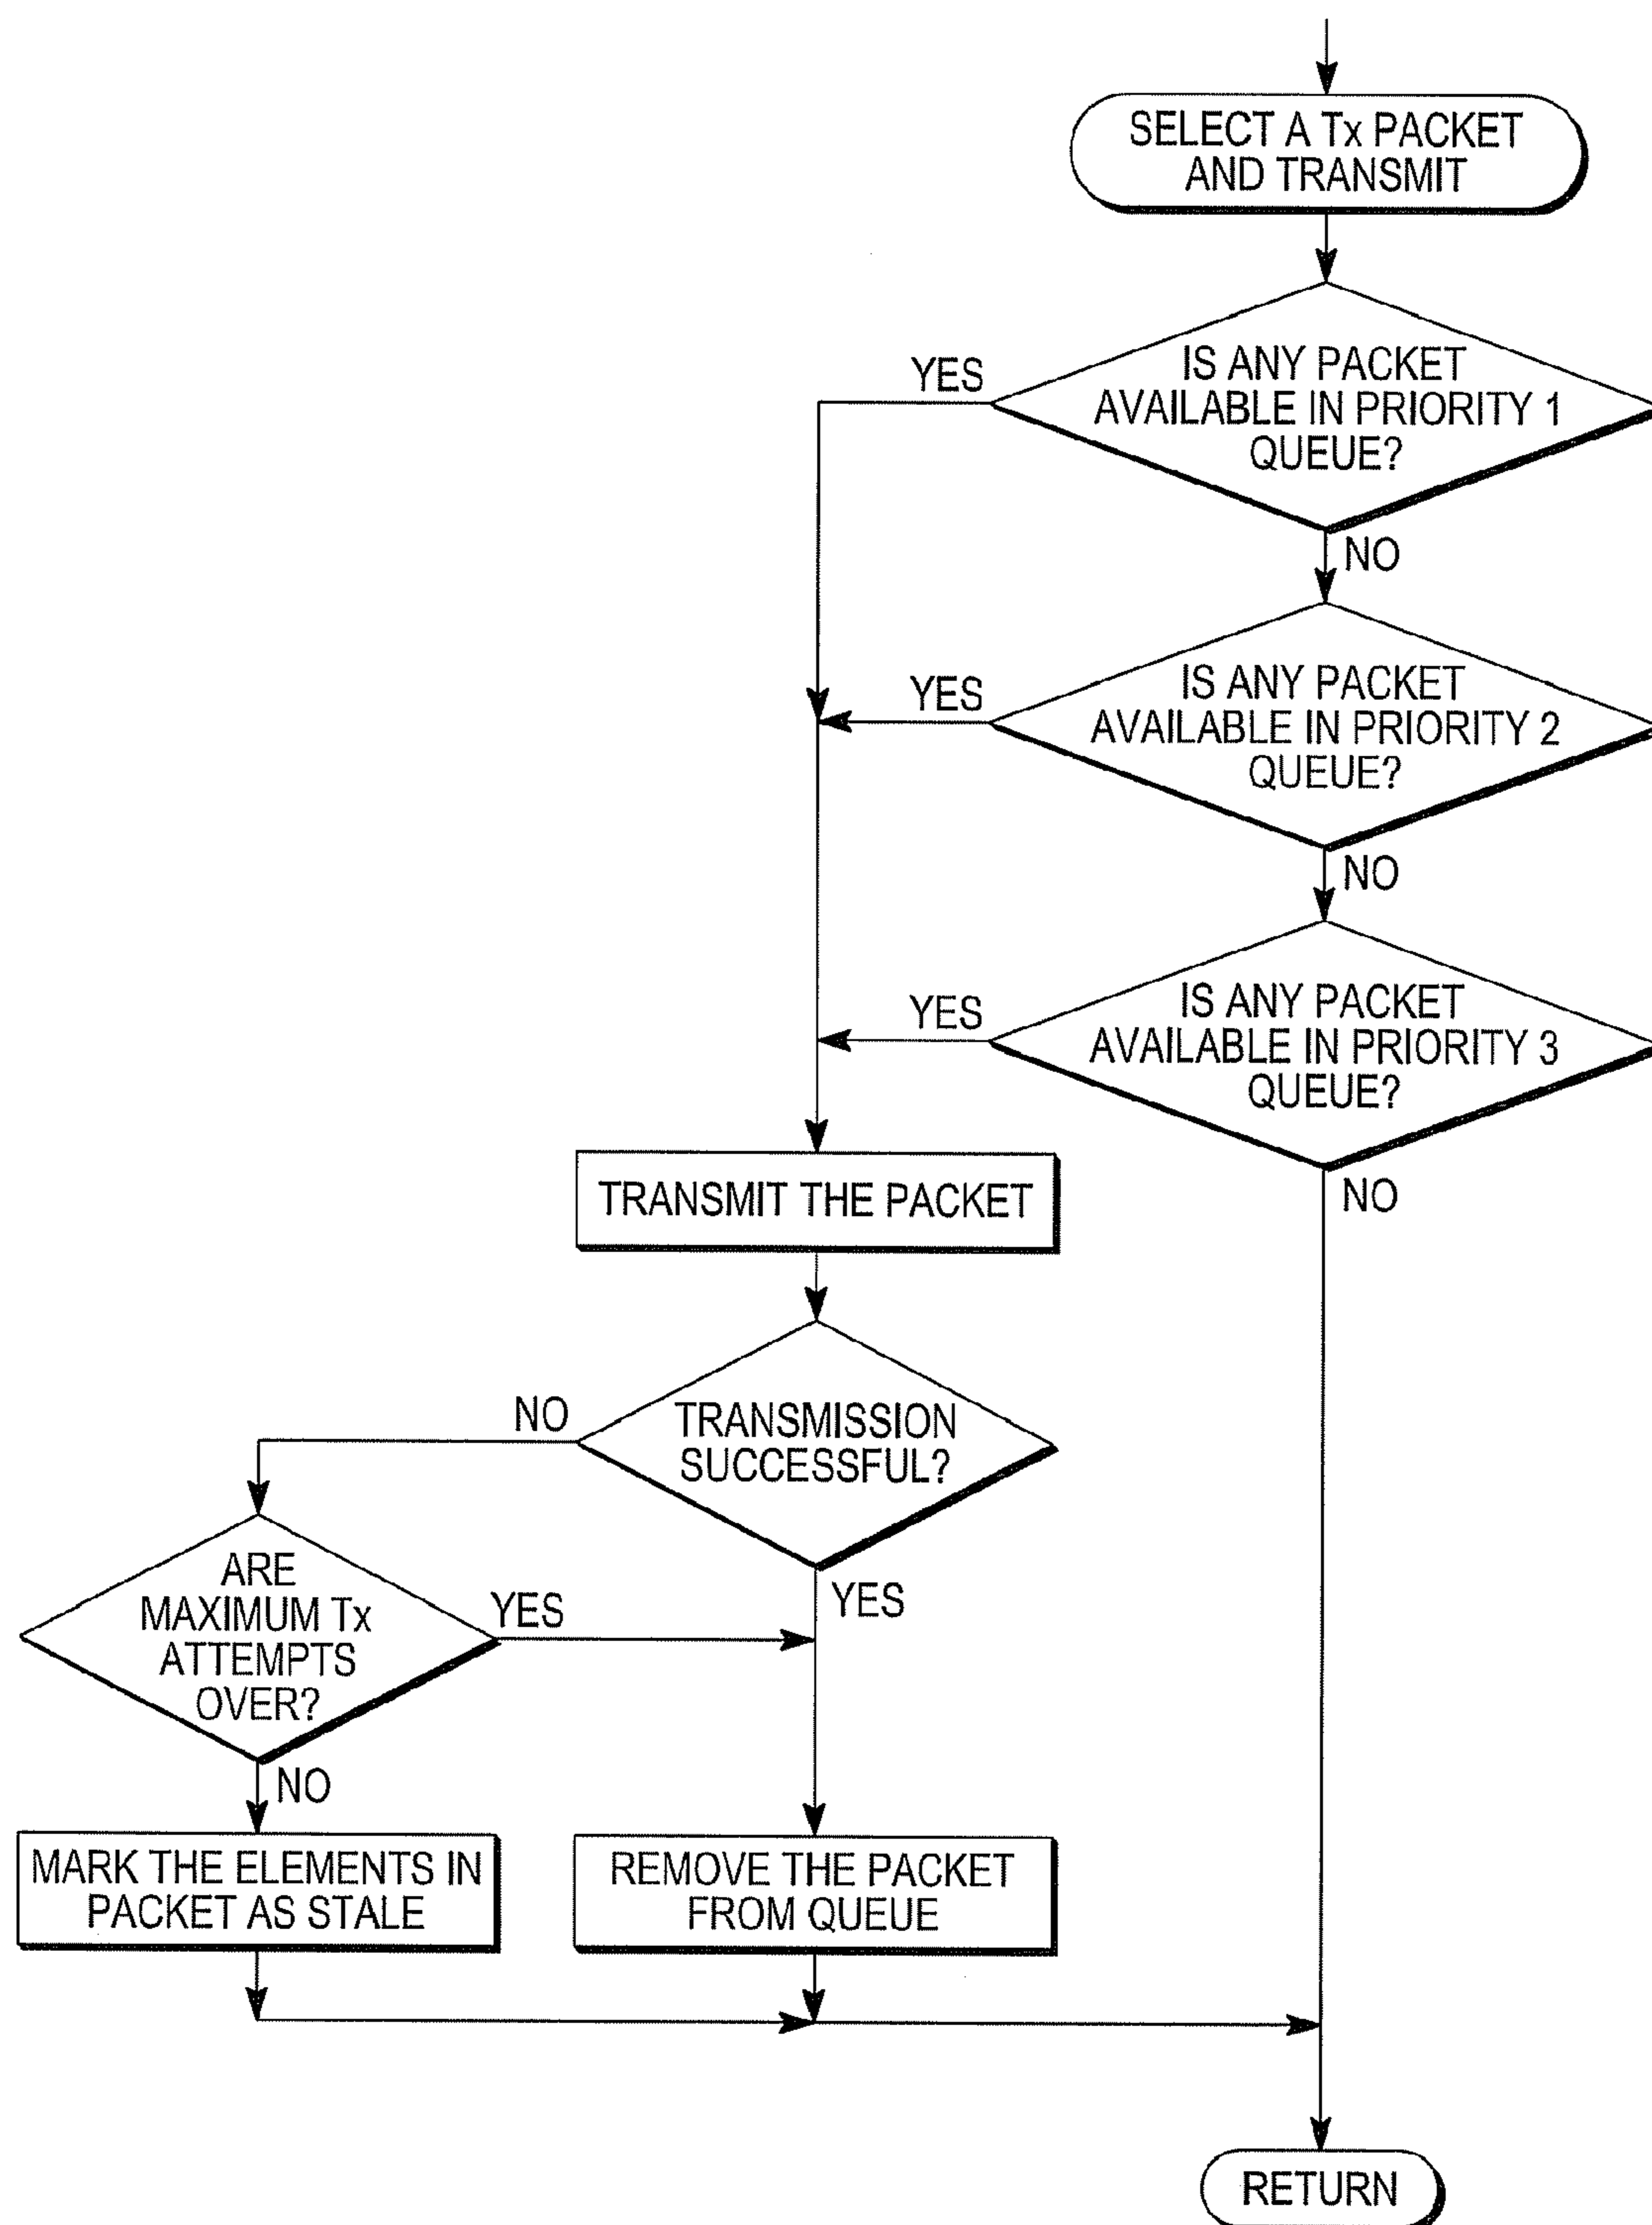 SELECT A Tx PACKET
AND TRANSMIT
YES
IS ANY PACKET
AVAILABLE IN PRIORITY 1
QUEUE?
NO
YES
IS ANY PACKET
AVAILABLE IN PRIORITY 2
QUEUE?
NO
YES
IS ANY PACKET
AVAILABLE IN PRIORITY 3
QUEUE?
NO
TRANSMIT THE PACKET
NO
TRANSMISSION
SUCCESSFUL?
YES
ARE
MAXIMUM Tx
ATTEMPTS
OVER?
YES
NO
MARK THE ELEMENTS IN
PACKET AS STALE
REMOVE THE PACKET
FROM QUEUE
RETURN